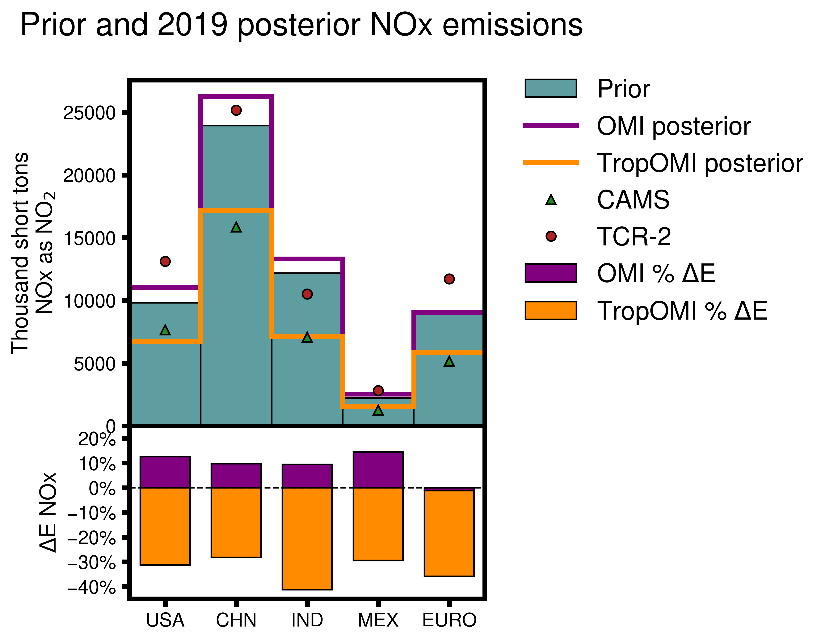 Prior and 2019 posterior NOx emissions
Thousand short tons
NOx as NO₂
25000
20000
15000
10000
5000
0
Prior
OMI posterior
TropOMI posterior
CAMS
TCR-2
OMI % ΔE
TropOMI % ΔE
ΔE NOx
20%
10%
0%
−10%
−20%
−30%
−40%
USA CHN IND MEX EURO